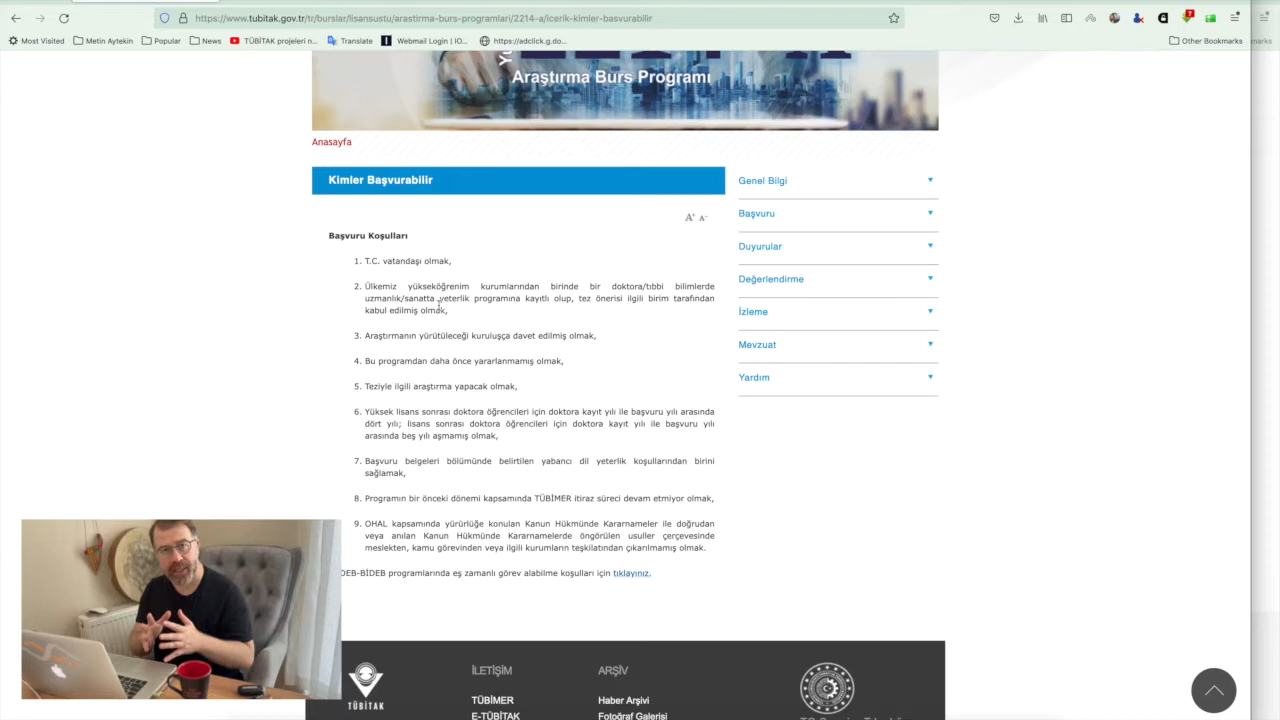 https://www.tubitak.gov.tr/tr/burslar/lisansustu/arastirma-burs-programlari/2214-a/icerik-kimler-basvurabilir
Most Visited
Metin Aytekin
Popular
News
TÜBİTAK projeleri n...
Translate
Webmail Login | IO...
https://adclick.g.do...
Other Bookmarks
marks
Araştırma Burs Programı
Anasayfa
Kimler Başvurabilir
A+ A-
Başvuru Koşulları
1. T.C. vatandaşı olmak,
2. Ülkemiz yükseköğrenim kurumlarından birinde bir doktora/tıbbi bilimlerde
uzmanlık/sanatta yeterlik programına kayıtlı olup, tez önerisi ilgili birim tarafından
kabul edilmiş olmak,
3. Araştırmanın yürütüleceği kuruluşça davet edilmiş olmak,
4. Bu programdan daha önce yararlanmamış olmak,
5. Teziyle ilgili araştırma yapacak olmak,
6. Yüksek lisans sonrası doktora öğrencileri için doktora kayıt yılı ile başvuru yılı arasında
dört yılı; lisans sonrası doktora öğrencileri için doktora kayıt yılı ile başvuru yılı
arasında beş yılı aşmamış olmak,
7. Başvuru belgeleri bölümünde belirtilen yabancı dil yeterlik koşullarından birini
sağlamak,
8. Programın bir önceki dönemi kapsamında TÜBİMER itiraz süreci devam etmiyor olmak,
9. OHAL kapsamında yürürlüğe konulan Kanun Hükmünde Kararnameler ile doğrudan
veya anılan Kanun Hükmünde Kararnamelerde öngörülen usuller çerçevesinde
meslekten, kamu görevinden veya ilgili kurumların teşkilatından çıkarılmamış olmak.
DEB-BİDEB programlarında eş zamanlı görev alabilme koşulları için tıklayınız.
Genel Bilgi
Başvuru
Duyurular
Değerlendirme
İzleme
Mevzuat
Yardım
TÜBİTAK
İLETİŞİM
TÜBİMER
E-TÜBİTAK
ARŞİV
Haber Arşivi
Fotoğraf Galerisi